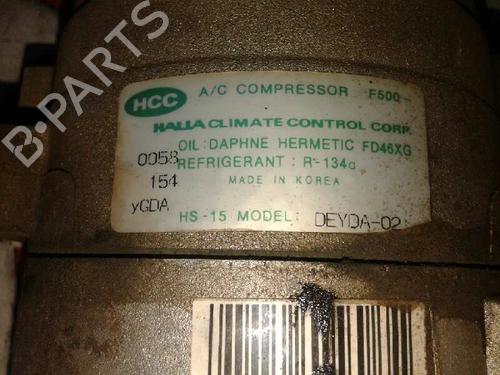 B-PARTS
HCC A/C COMPRESSOR F500-
HALLA CLIMATE CONTROL CORP.
OIL: DAPHNE HERMETIC FD46XG
0058 REFRIGERANT : R-134a
154 MADE IN KOREA
yGDA HS-15 MODEL: DEYDA-02